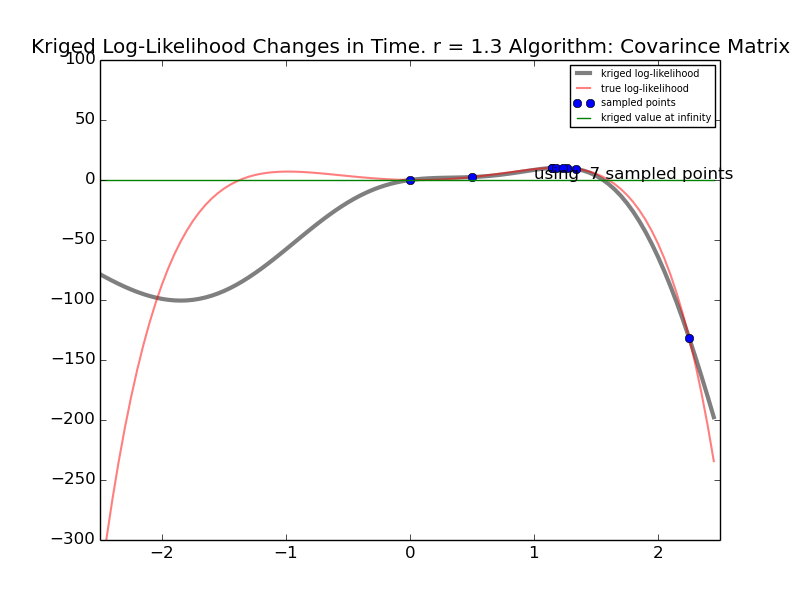 Kriged Log-Likelihood Changes in Time. r = 1.3 Algorithm: Covarince Matrix
kriged log-likelihood
true log-likelihood
sampled points
kriged value at infinity
using  7 sampled points
100
50
0
−50
−100
−150
−200
−250
−300
−2 −1 0 1 2